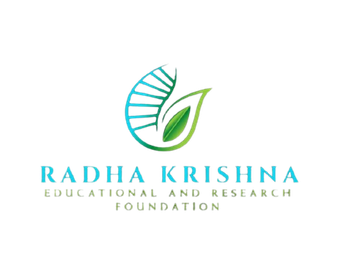 RADHA KRISHNA
EDUCATIONAL AND RESEARCH
FOUNDATION